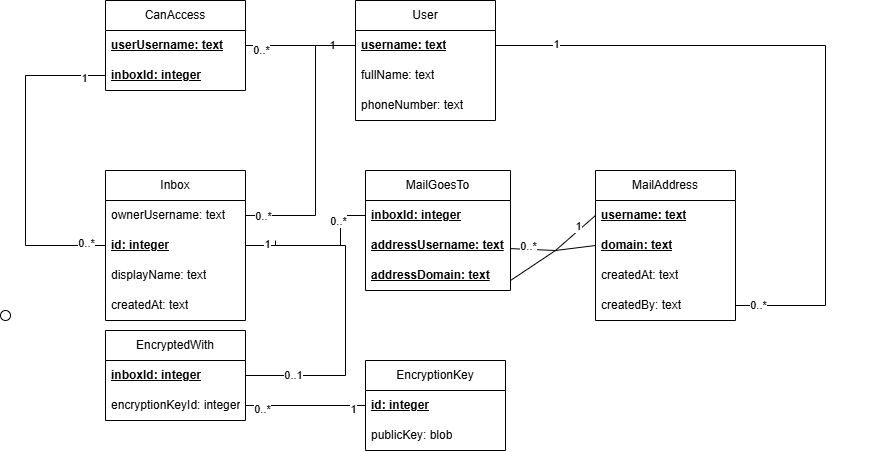 CanAccess
userUsername: text
inboxId: integer
User
username: text
fullName: text
phoneNumber: text
0..*
1
1
1
Inbox
ownerUsername: text
id: integer
displayName: text
createdAt: text
0..*
0..*
1
MailGoesTo
inboxId: integer
addressUsername: text
addressDomain: text
0..*
0..*
1
MailAddress
username: text
domain: text
createdAt: text
createdBy: text
0..*
EncryptedWith
inboxId: integer
encryptionKeyId: integer
0..1
0..*
1
EncryptionKey
id: integer
publicKey: blob